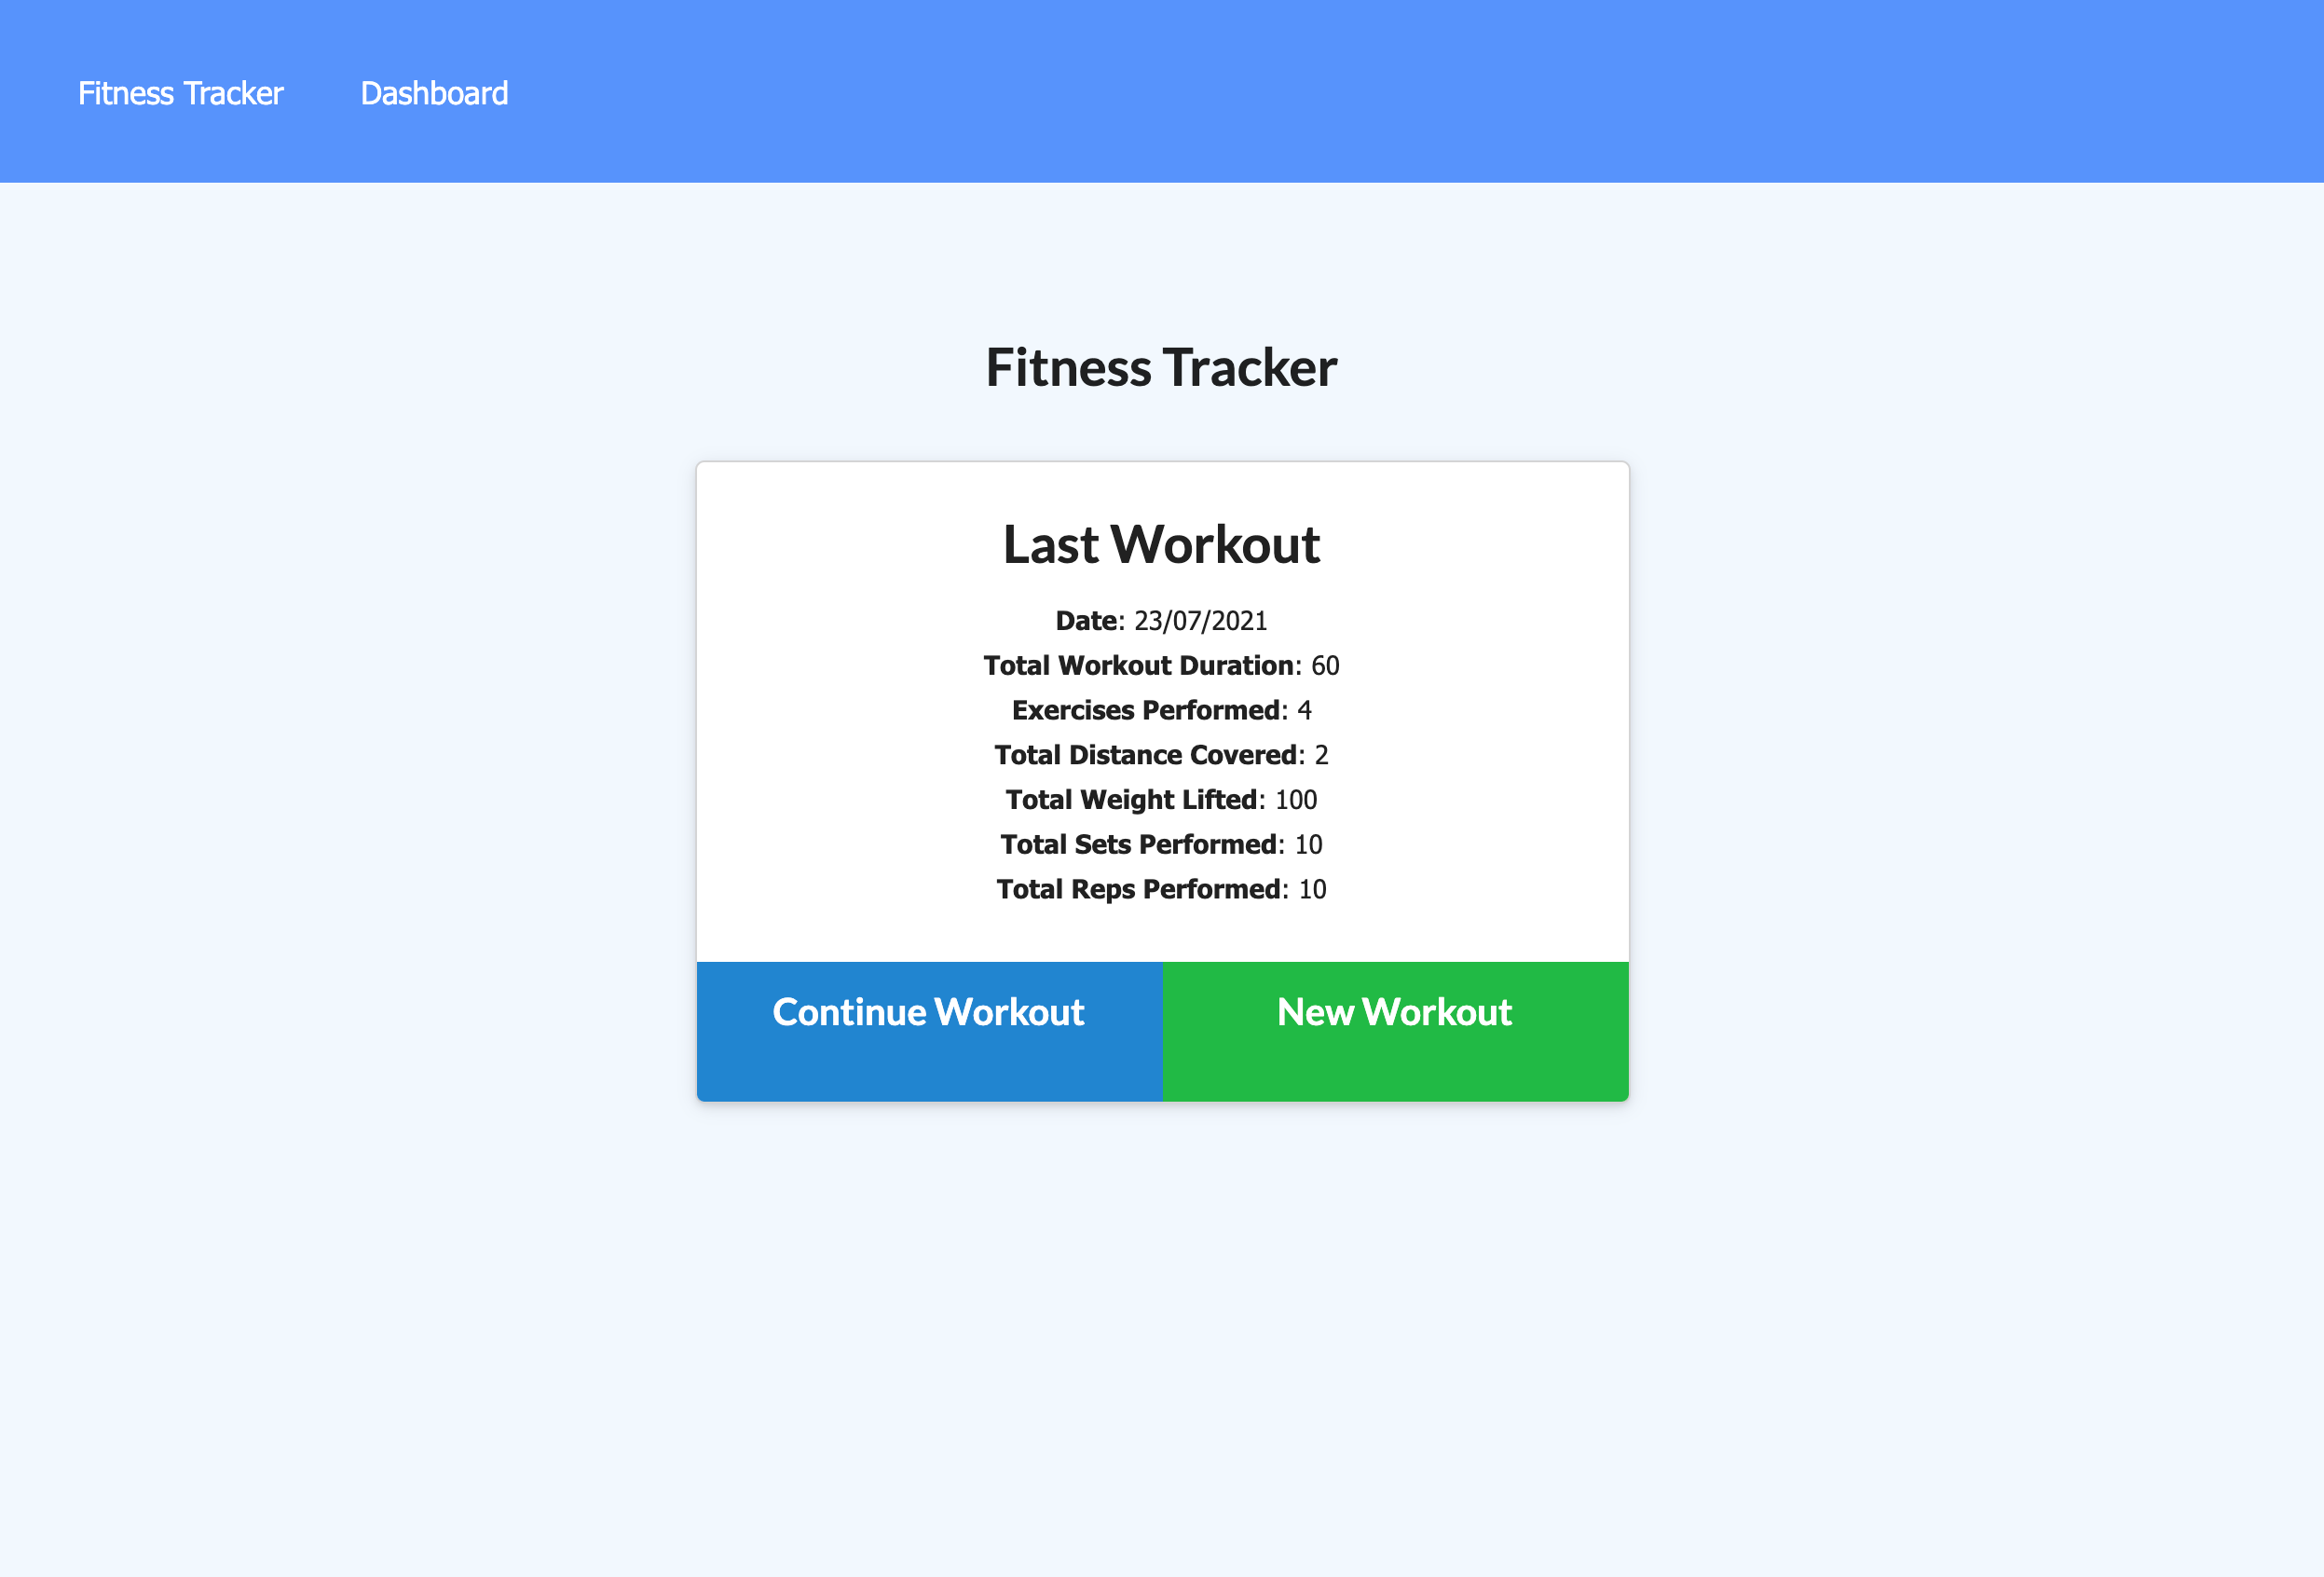 Fitness Tracker Dashboard
Fitness Tracker
Last Workout
Date: 23/07/2021
Total Workout Duration: 60
Exercises Performed: 4
Total Distance Covered: 2
Total Weight Lifted: 100
Total Sets Performed: 10
Total Reps Performed: 10
Continue Workout New Workout